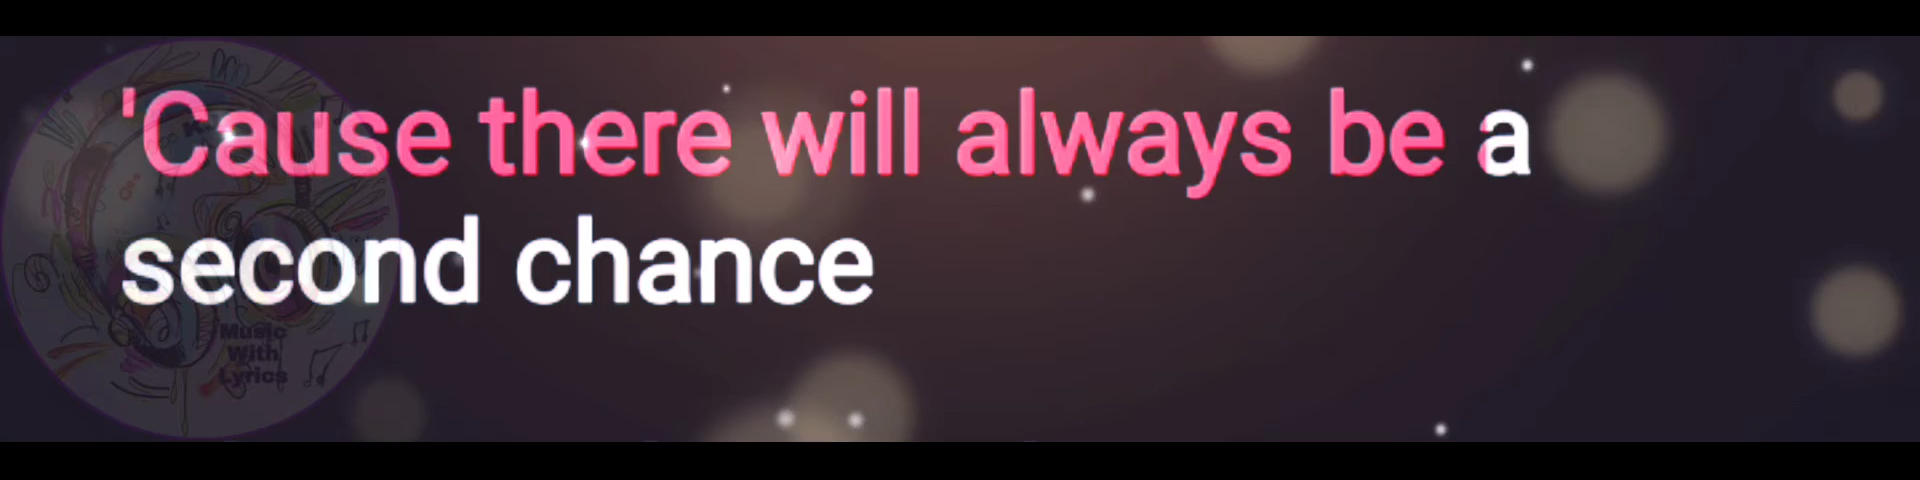 'Cause there will always be a
second chance
Music
With
Lyrics